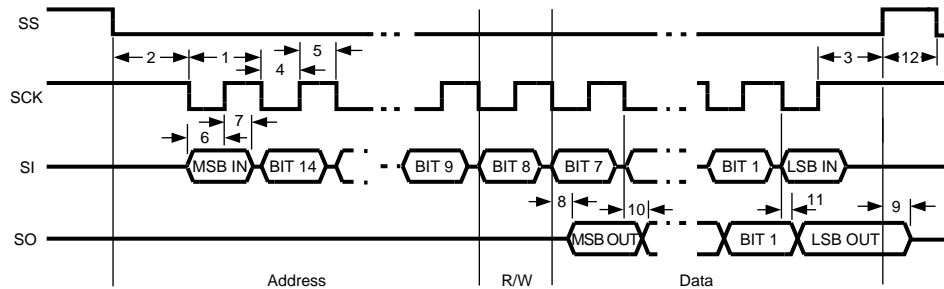 SS
2 1 5 4 3 12
SCK
6 7
SI MSB IN BIT 14 BIT 9 BIT 8 BIT 7 BIT 1 LSB IN
8 10 11 9
SO MSB OUT BIT 1 LSB OUT
Address R/W Data